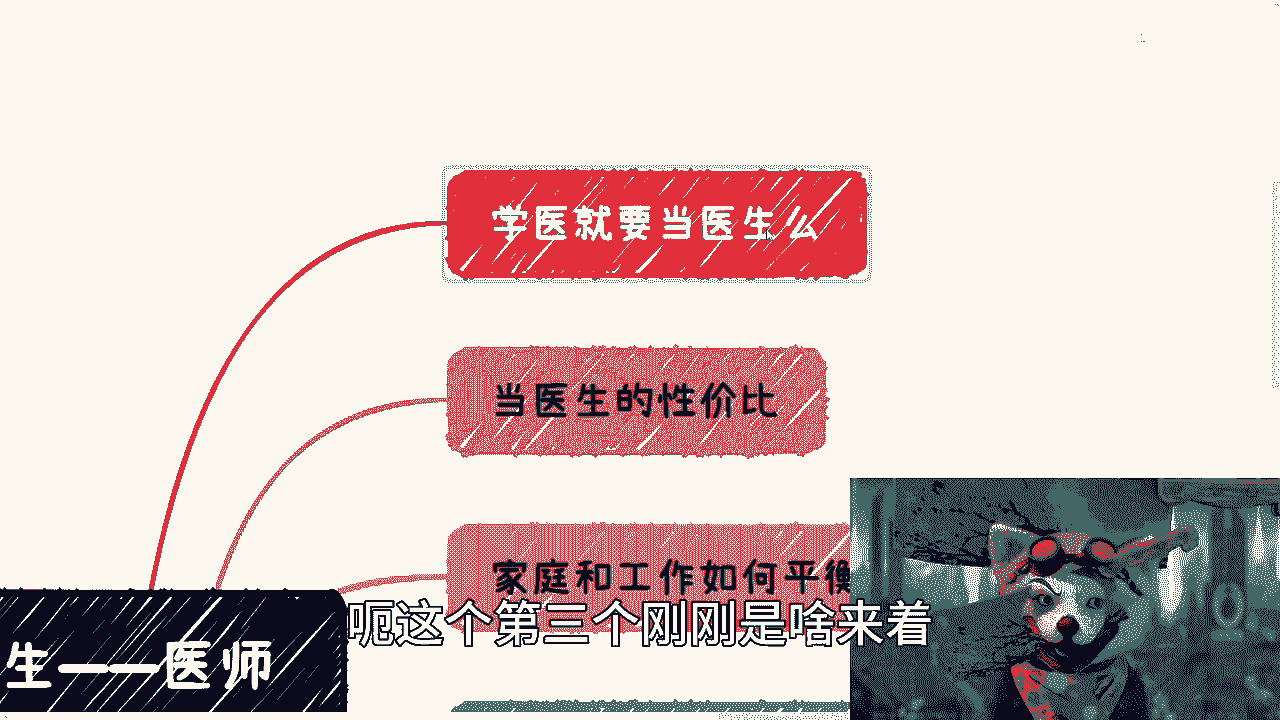 学医就要当医生么
当医生的性价比
家庭和工作如何平衡
呃这个第三个刚刚是啥来着
生——医师